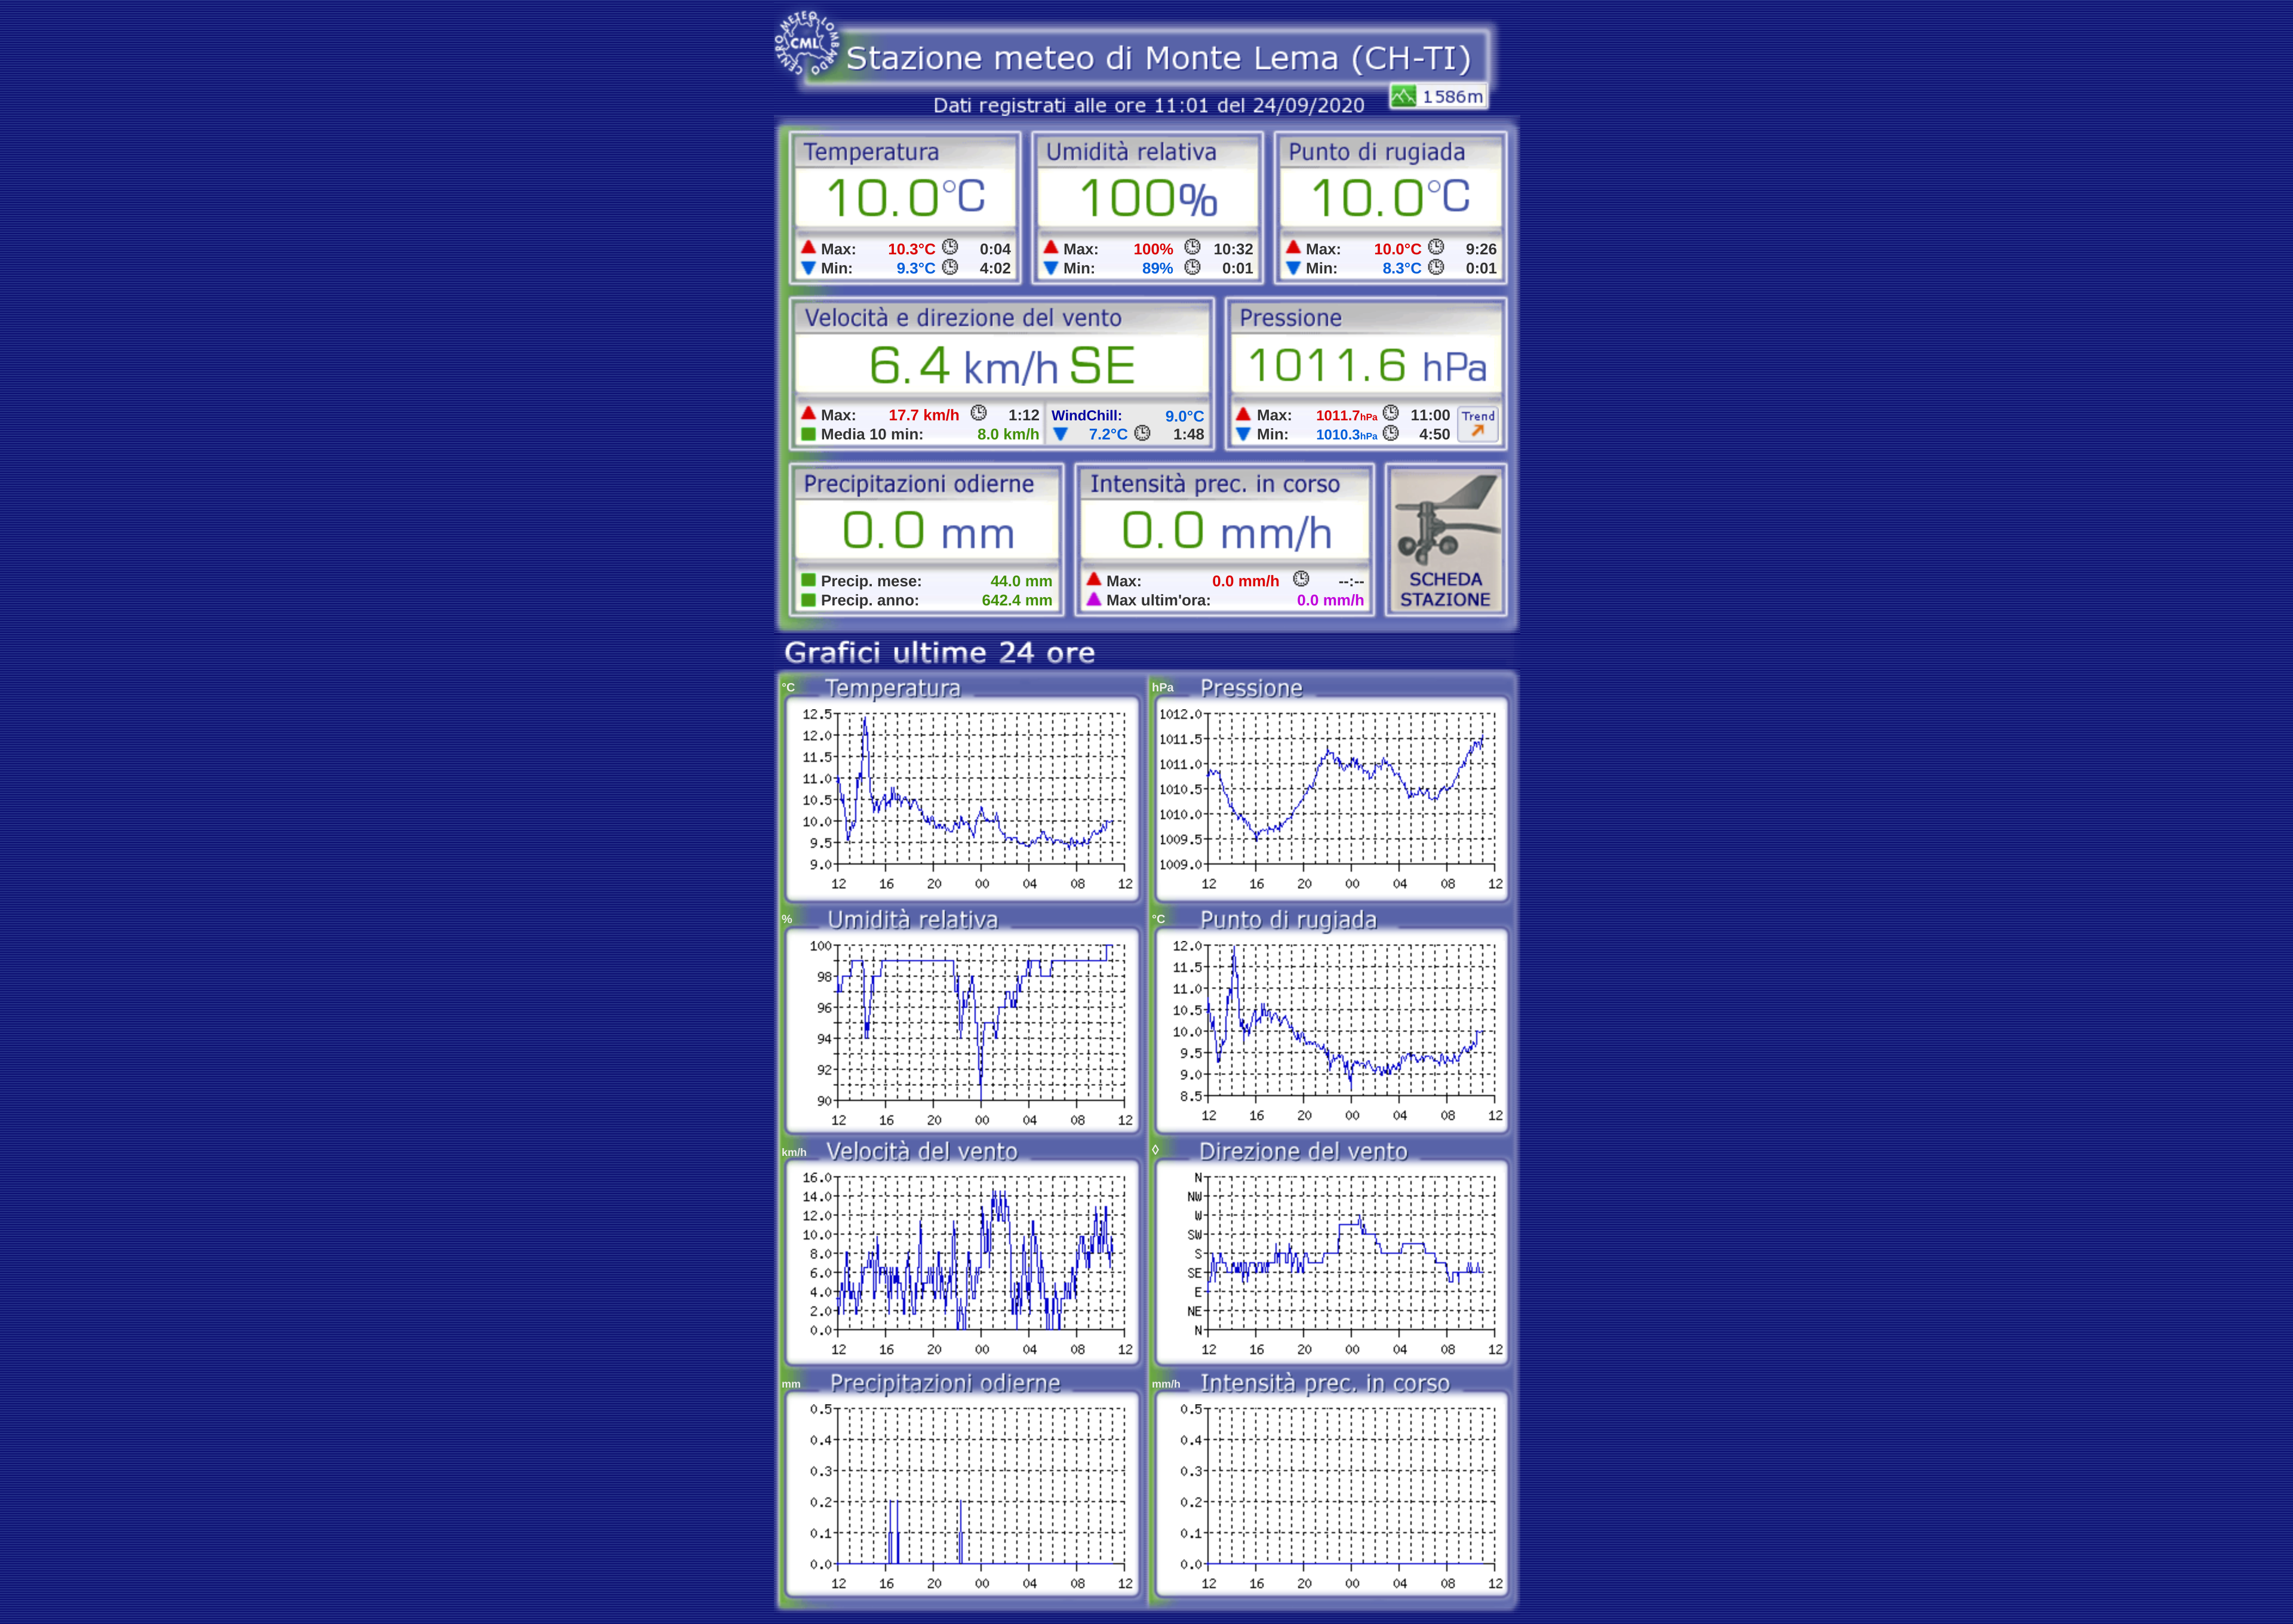 CENTRO METEO LOMBARDO
CML
Stazione meteo di Monte Lema (CH-TI)
Dati registrati alle ore 11:01 del 24/09/2020
1586m
Temperatura
10.0°C
Max: 10.3°C 0:04
Min: 9.3°C 4:02
Umidità relativa
100%
Max: 100% 10:32
Min: 89% 0:01
Punto di rugiada
10.0°C
Max: 10.0°C 9:26
Min: 8.3°C 0:01
Velocità e direzione del vento
6.4 km/h SE
Max: 17.7 km/h 1:12
Media 10 min: 8.0 km/h
WindChill: 9.0°C
7.2°C 1:48
Pressione
1011.6 hPa
Max: 1011.7hPa 11:00
Min: 1010.3hPa 4:50
Trend
Precipitazioni odierne
0.0 mm
Precip. mese: 44.0 mm
Precip. anno: 642.4 mm
Intensità prec. in corso
0.0 mm/h
Max: 0.0 mm/h --:--
Max ultim'ora: 0.0 mm/h
SCHEDA
STAZIONE
Grafici ultime 24 ore
°C Temperatura
12.5
12.0
11.5
11.0
10.5
10.0
9.5
9.0
12 16 20 00 04 08 12
hPa Pressione
1012.0
1011.5
1011.0
1010.5
1010.0
1009.5
1009.0
12 16 20 00 04 08 12
% Umidità relativa
100
98
96
94
92
90
12 16 20 00 04 08 12
°C Punto di rugiada
12.0
11.5
11.0
10.5
10.0
9.5
9.0
8.5
12 16 20 00 04 08 12
km/h Velocità del vento
16.0
14.0
12.0
10.0
8.0
6.0
4.0
2.0
0.0
12 16 20 00 04 08 12
◊ Direzione del vento
N
NW
W
SW
S
SE
E
NE
N
12 16 20 00 04 08 12
mm Precipitazioni odierne
0.5
0.4
0.3
0.2
0.1
0.0
12 16 20 00 04 08 12
mm/h Intensità prec. in corso
0.5
0.4
0.3
0.2
0.1
0.0
12 16 20 00 04 08 12